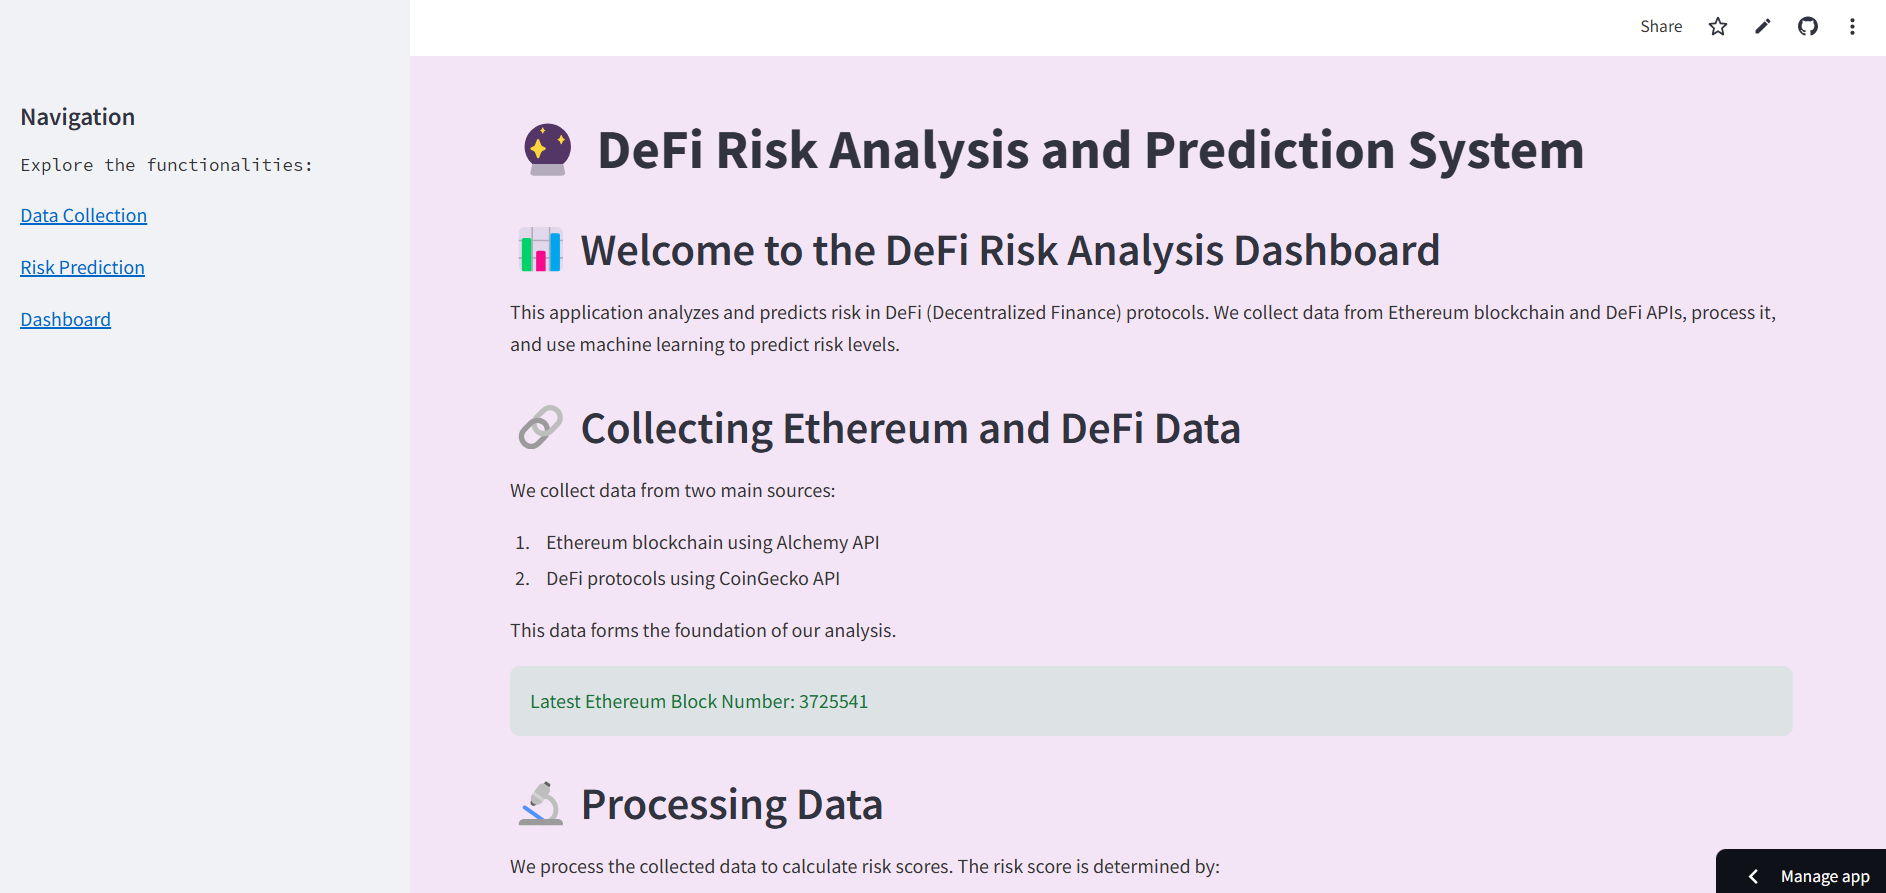 Share
Navigation
Explore the functionalities:
Data Collection
Risk Prediction
Dashboard
DeFi Risk Analysis and Prediction System
Welcome to the DeFi Risk Analysis Dashboard
This application analyzes and predicts risk in DeFi (Decentralized Finance) protocols. We collect data from Ethereum blockchain and DeFi APIs, process it,
and use machine learning to predict risk levels.
Collecting Ethereum and DeFi Data
We collect data from two main sources:
1. Ethereum blockchain using Alchemy API
2. DeFi protocols using CoinGecko API
This data forms the foundation of our analysis.
Latest Ethereum Block Number: 3725541
Processing Data
We process the collected data to calculate risk scores. The risk score is determined by:
Manage app